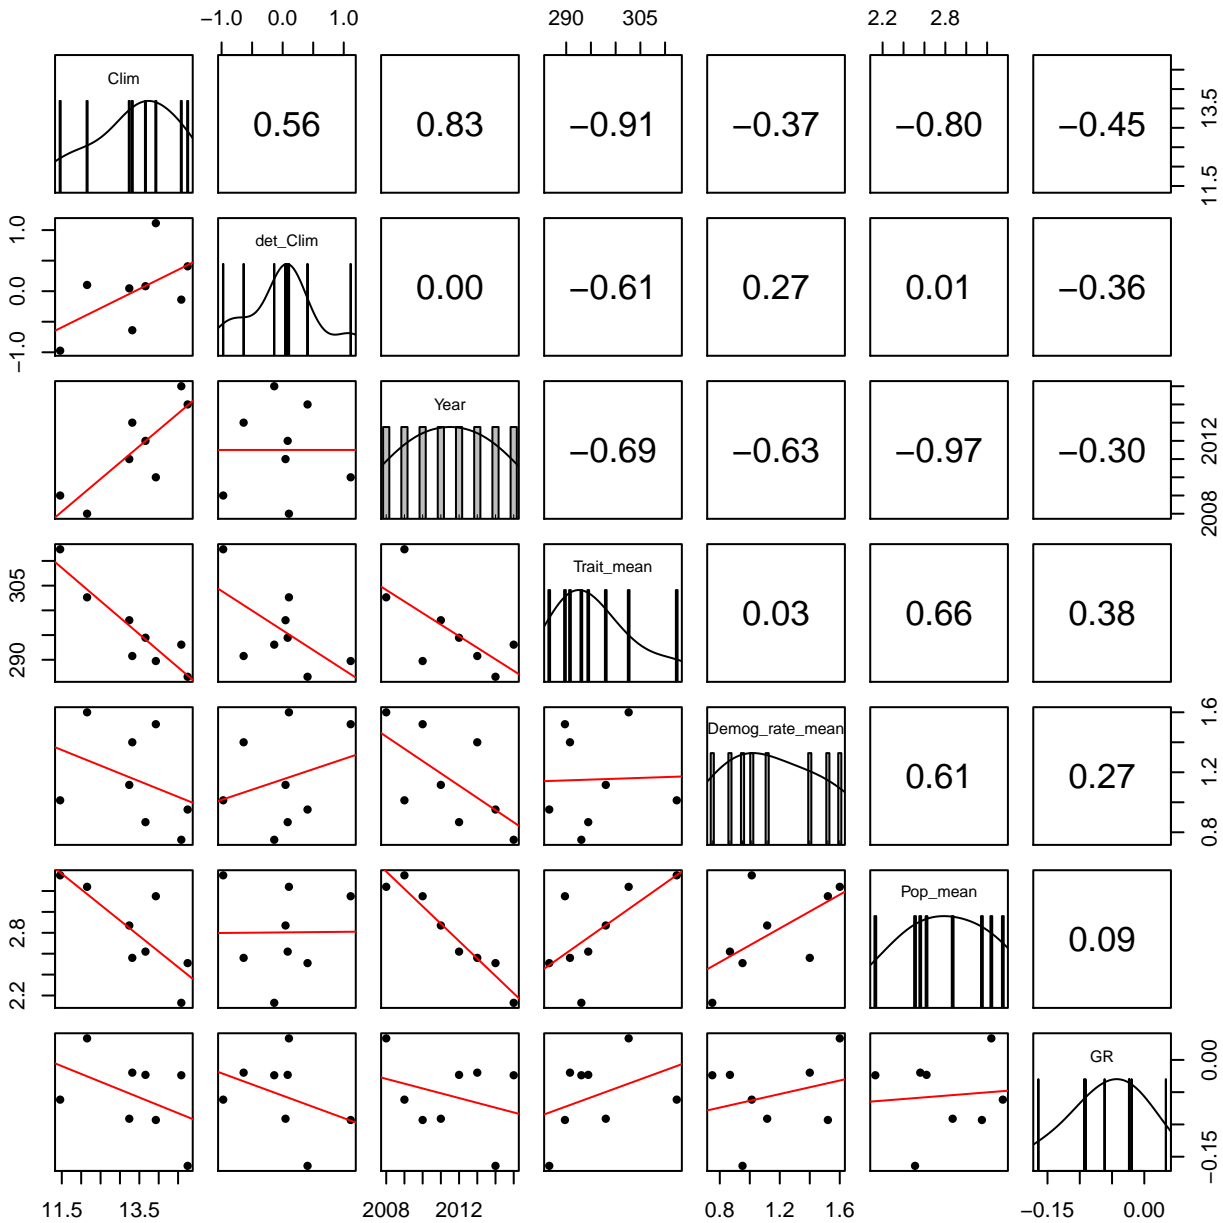 −1.0 0.0 1.0 290 305 2.2 2.8
Clim 0.56 0.83 −0.91 −0.37 −0.80 −0.45 11.5 13.5
−1.0 0.0 1.0 det_Clim 0.00 −0.61 0.27 0.01 −0.36
Year −0.69 −0.63 −0.97 −0.30 2008 2012
290 305 Trait_mean 0.03 0.66 0.38
Demog_rate_mean 0.61 0.27 0.8 1.2 1.6
2.2 2.8 Pop_mean 0.09
GR −0.15 0.00
11.5 13.5 2008 2012 0.8 1.2 1.6 −0.15 0.00